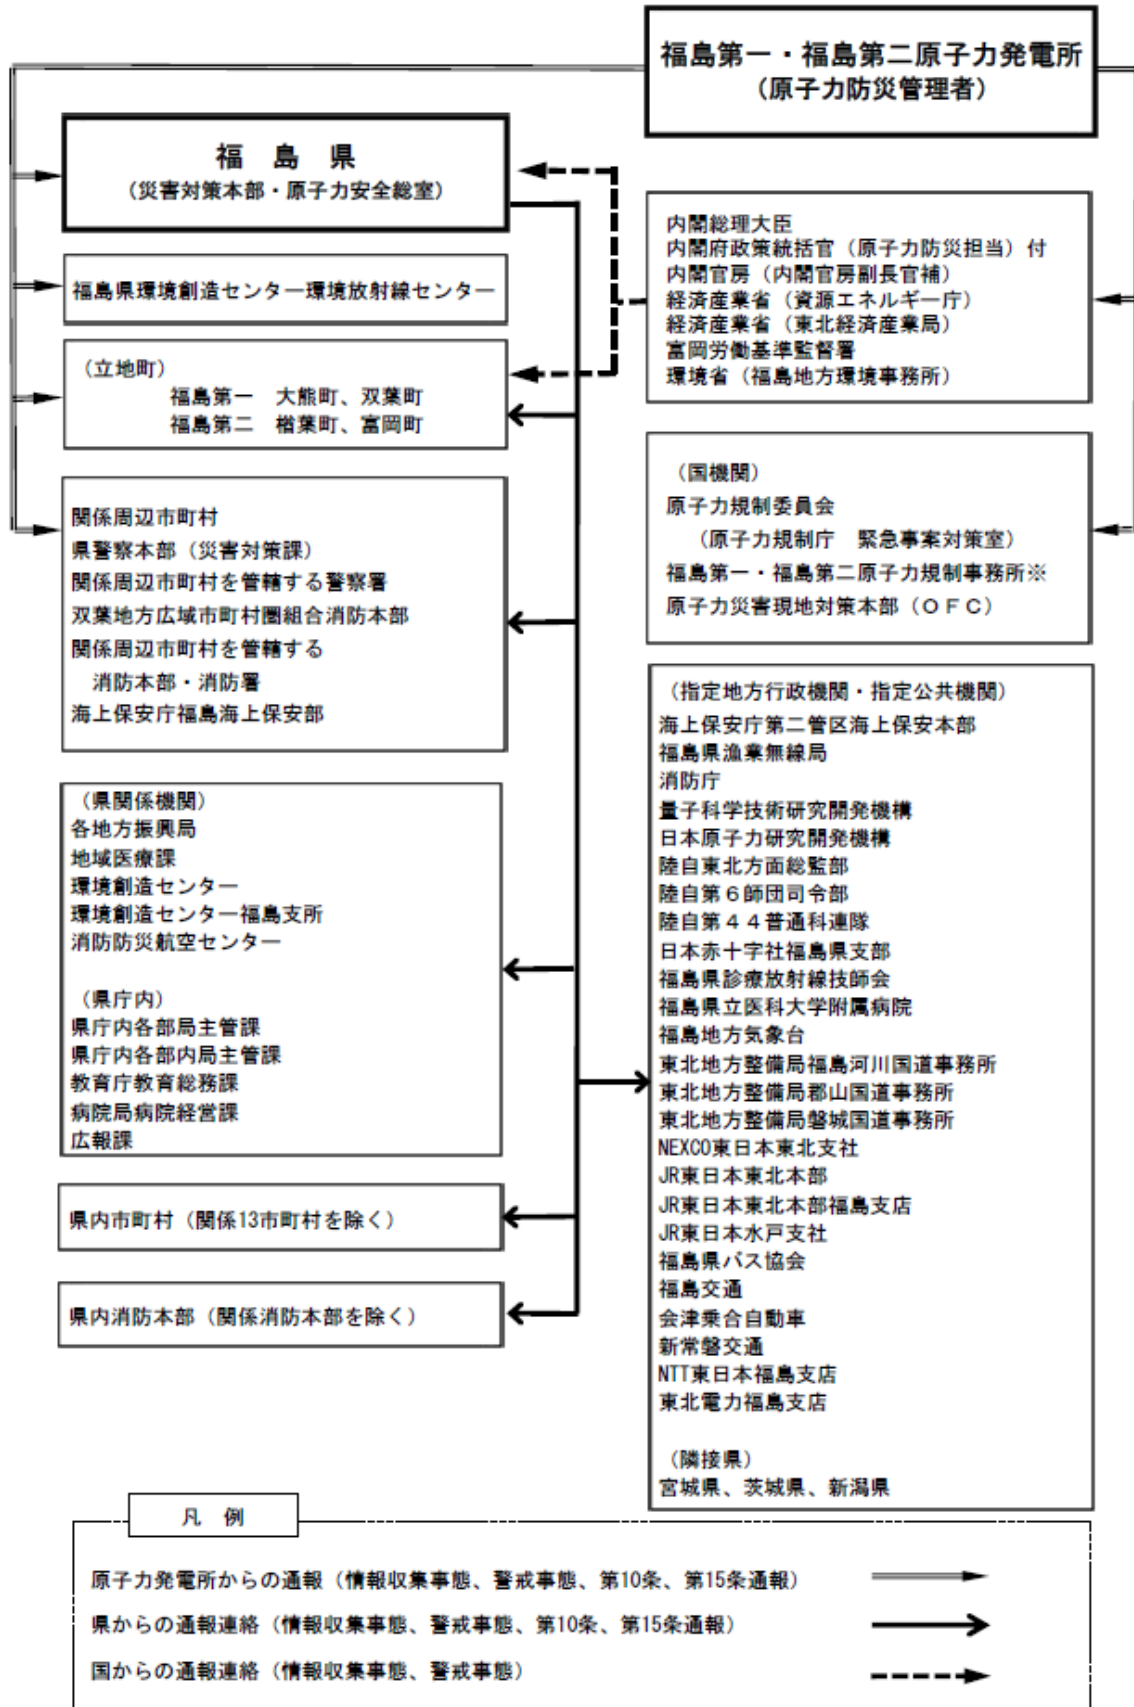 福島第一・福島第二原子力発電所
(原子力防災管理者)
福 島 県
(災害対策本部・原子力安全総室)
内閣総理大臣
内閣府政策統括官（原子力防災担当）付
内閣官房（内閣官房副長官補）
経済産業省（資源エネルギー庁）
経済産業省（東北経済産業局）
富岡労働基準監督署
環境省（福島地方環境事務所）
福島県環境創造センター環境放射線センター
（立地町）
福島第一 大熊町、双葉町
福島第二 楢葉町、富岡町
（国機関）
原子力規制委員会
（原子力規制庁 緊急事案対策室）
福島第一・福島第二原子力規制事務所※
原子力災害現地対策本部（ＯＦＣ）
関係周辺市町村
県警察本部（災害対策課）
関係周辺市町村を管轄する警察署
双葉地方広域市町村圏組合消防本部
関係周辺市町村を管轄する
消防本部・消防署
海上保安庁福島海上保安部
（指定地方行政機関・指定公共機関）
海上保安庁第二管区海上保安本部
福島県漁業無線局
消防庁
量子科学技術研究開発機構
日本原子力研究開発機構
陸自東北方面総監部
陸自第６師団司令部
陸自第４４普通科連隊
日本赤十字社福島県支部
福島県診療放射線技師会
福島県立医科大学附属病院
福島地方気象台
東北地方整備局福島河川国道事務所
東北地方整備局郡山国道事務所
東北地方整備局磐城国道事務所
NEXCO東日本東北支社
JR東日本東北本部
JR東日本東北本部福島支店
JR東日本水戸支社
福島県バス協会
福島交通
会津乗合自動車
新常磐交通
NTT東日本福島支店
東北電力福島支店
（隣接県）
宮城県、茨城県、新潟県
（県関係機関）
各地方振興局
地域医療課
環境創造センター
環境創造センター福島支所
消防防災航空センター
（県庁内）
県庁内各部局主管課
県庁内各部内局主管課
教育庁教育総務課
病院局病院経営課
広報課
県内市町村（関係13市町村を除く）
県内消防本部（関係消防本部を除く）
凡 例
原子力発電所からの通報（情報収集事態、警戒事態、第10条、第15条通報）
県からの通報連絡（情報収集事態、警戒事態、第10条、第15条通報）
国からの通報連絡（情報収集事態、警戒事態）